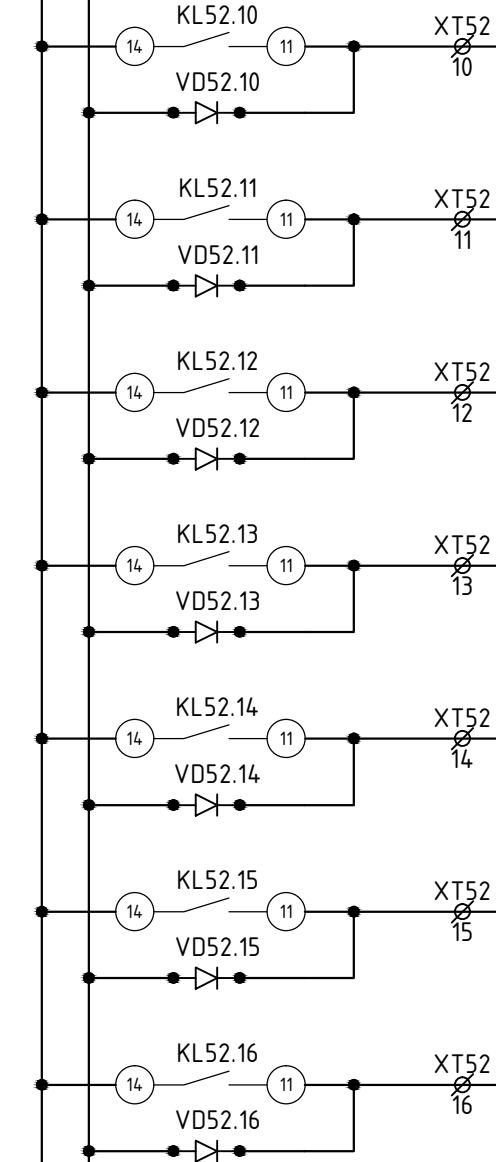 KL52.10
XT52
14
11
10
VD52.10
KL52.11
XT52
14
11
11
VD52.11
KL52.12
XT52
14
11
12
VD52.12
KL52.13
XT52
14
11
13
VD52.13
KL52.14
XT52
14
11
14
VD52.14
KL52.15
XT52
14
11
15
VD52.15
KL52.16
XT52
14
11
16
VD52.16